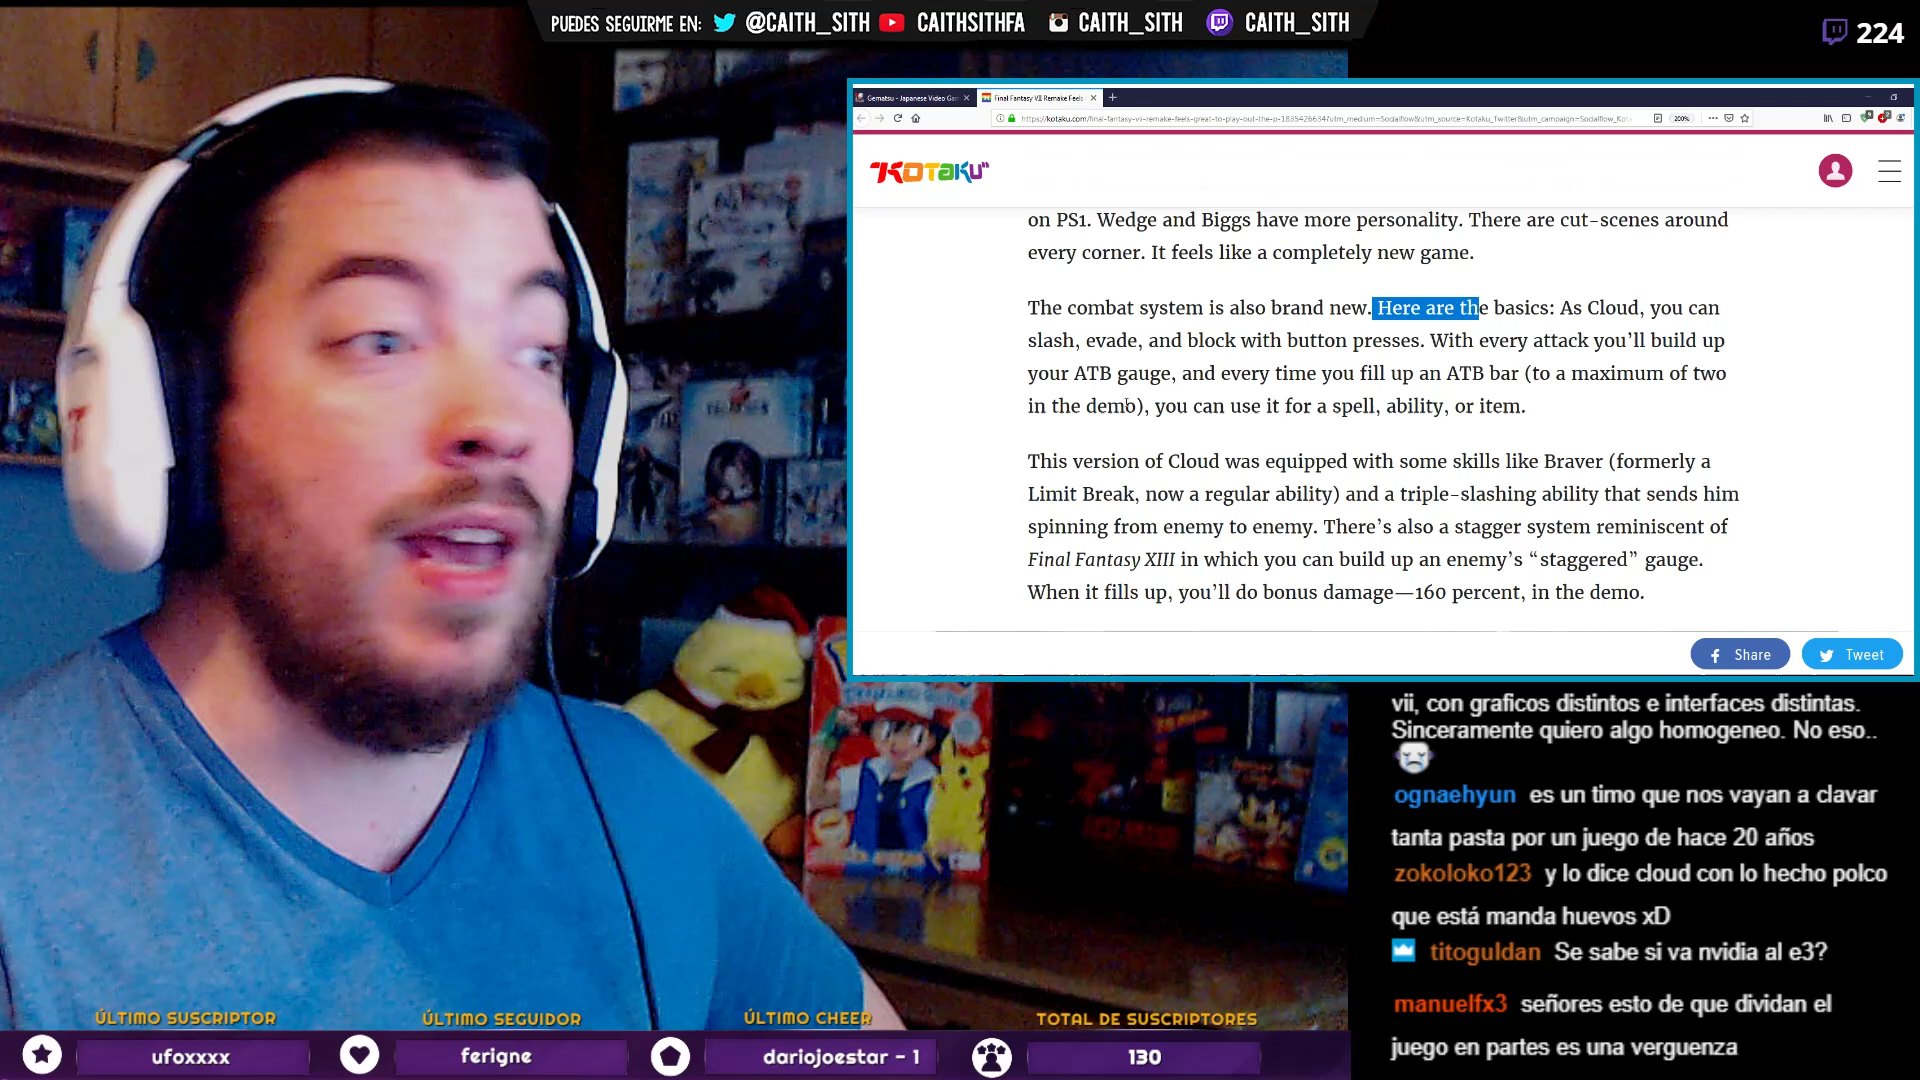 PUEDES SEGUIRME EN: @CAITH_SITH CAITHSITHFA CAITH_SITH CAITH_SITH
224
Gematsu - Japanese Video Gam
Final Fantasy VII Remake Feels
200%
KOTAKU
on PS1. Wedge and Biggs have more personality. There are cut-scenes around
every corner. It feels like a completely new game.
The combat system is also brand new. Here are the basics: As Cloud, you can
slash, evade, and block with button presses. With every attack you’ll build up
your ATB gauge, and every time you fill up an ATB bar (to a maximum of two
in the demo), you can use it for a spell, ability, or item.
This version of Cloud was equipped with some skills like Braver (formerly a
Limit Break, now a regular ability) and a triple-slashing ability that sends him
spinning from enemy to enemy. There’s also a stagger system reminiscent of
Final Fantasy XIII in which you can build up an enemy’s “staggered” gauge.
When it fills up, you’ll do bonus damage—160 percent, in the demo.
Share Tweet
vii, con graficos distintos e interfaces distintas.
Sinceramente quiero algo homogeneo. No eso..
ognaehyun es un timo que nos vayan a clavar
tanta pasta por un juego de hace 20 años
zokoloko123 y lo dice cloud con lo hecho polco
que está manda huevos xD
titoguldan Se sabe si va nvidia al e3?
manuelfx3 señores esto de que dividan el
juego en partes es una verguenza
ÚLTIMO SUSCRIPTOR
ufoxxxx
ÚLTIMO SEGUIDOR
ferigne
ÚLTIMO CHEER
dariojoestar - 1
TOTAL DE SUSCRIPTORES
130